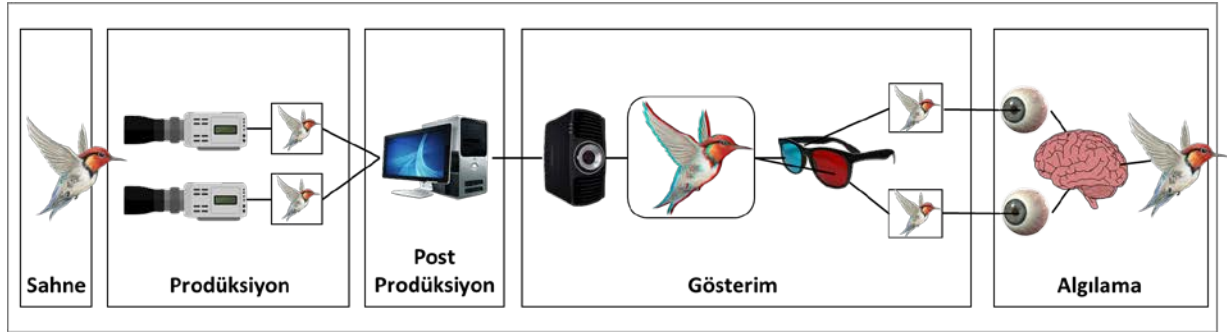 Sahne
Prodüksiyon
Post
Prodüksiyon
Gösterim
Algılama